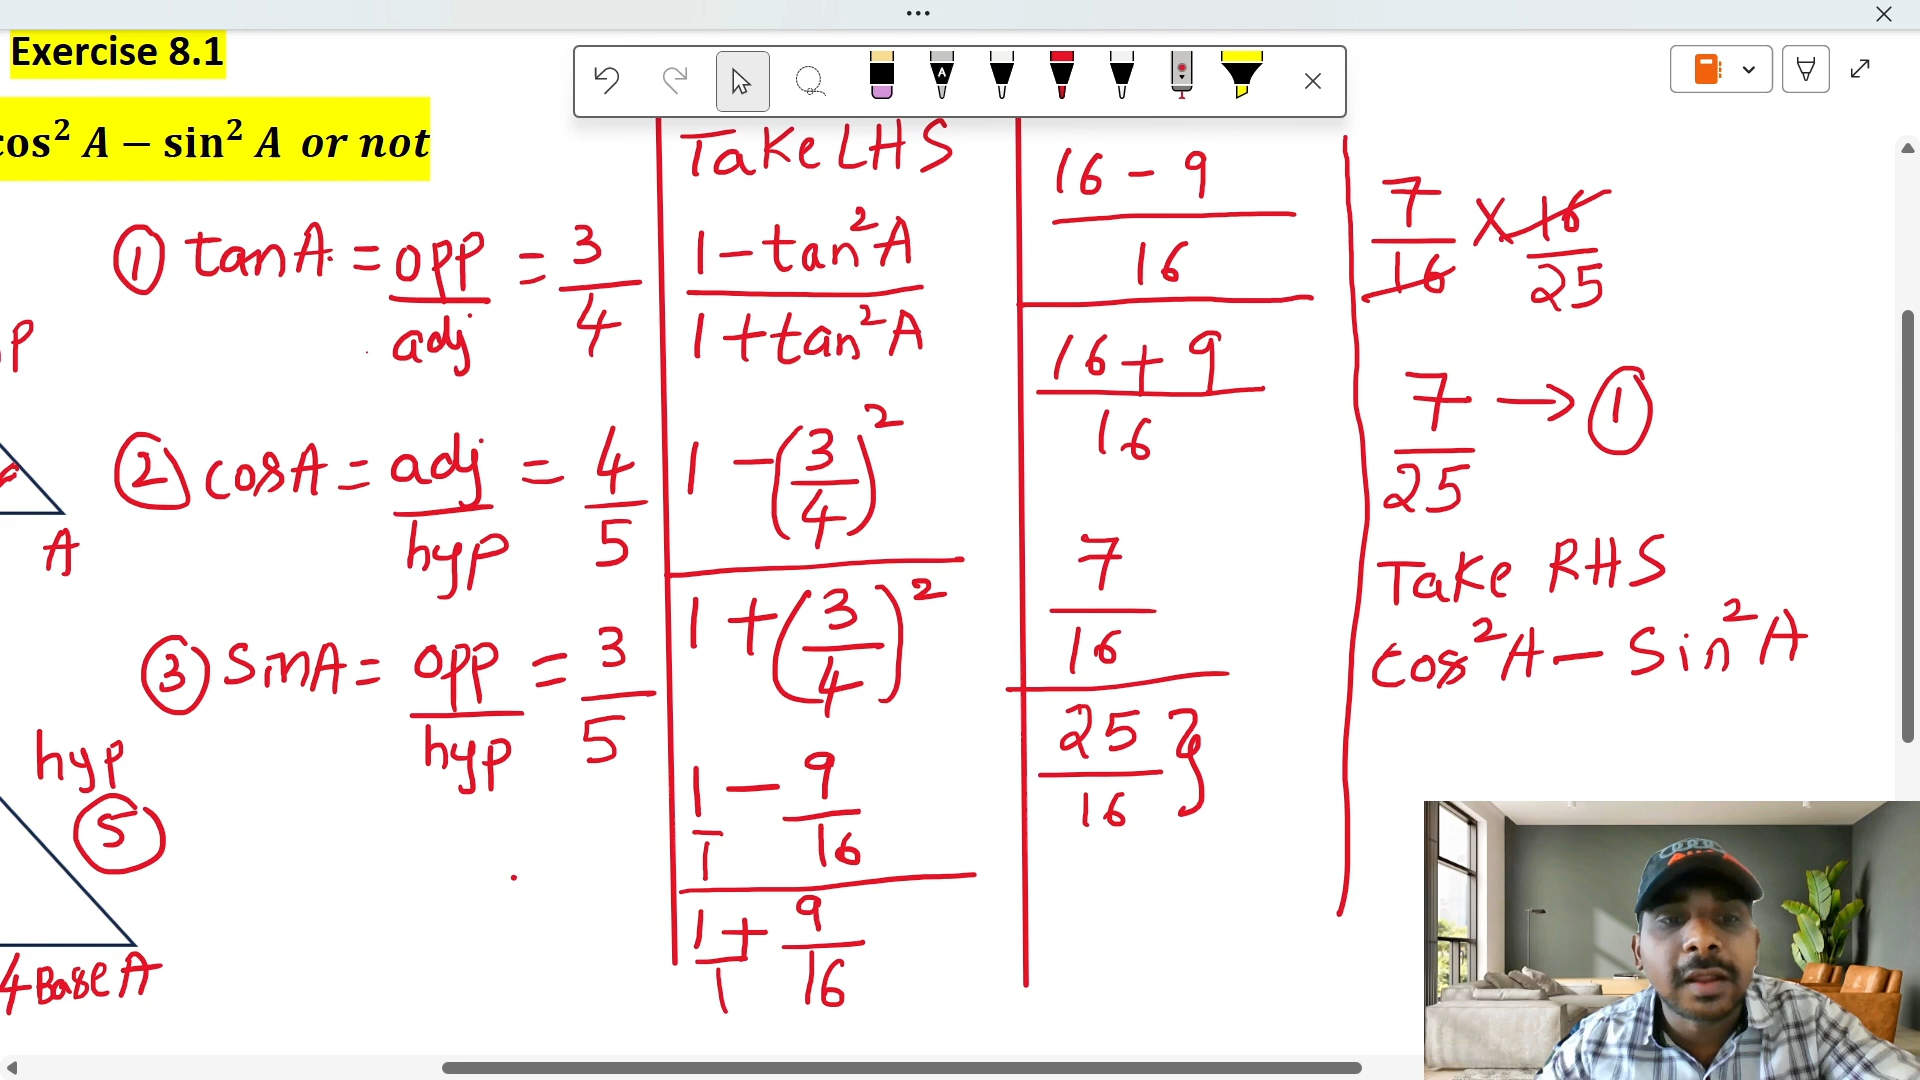 Exercise 8.1
cos² A − sin² A or not
P
A
hyp
5
4 Base A
① tanA = opp/adj = 3/4
② cosA = adj/hyp = 4/5
③ SinA = opp/hyp = 3/5
Take LHS
1 - tan²A
1 + tan²A
1 - (3/4)²
1 + (3/4)²
1/1 - 9/16
1/1 + 9/16
16 - 9
16
16 + 9
16
7
16
25
16
7/16 X 16/25
7/25 → ①
Take RHS
cos²A - Sin²A